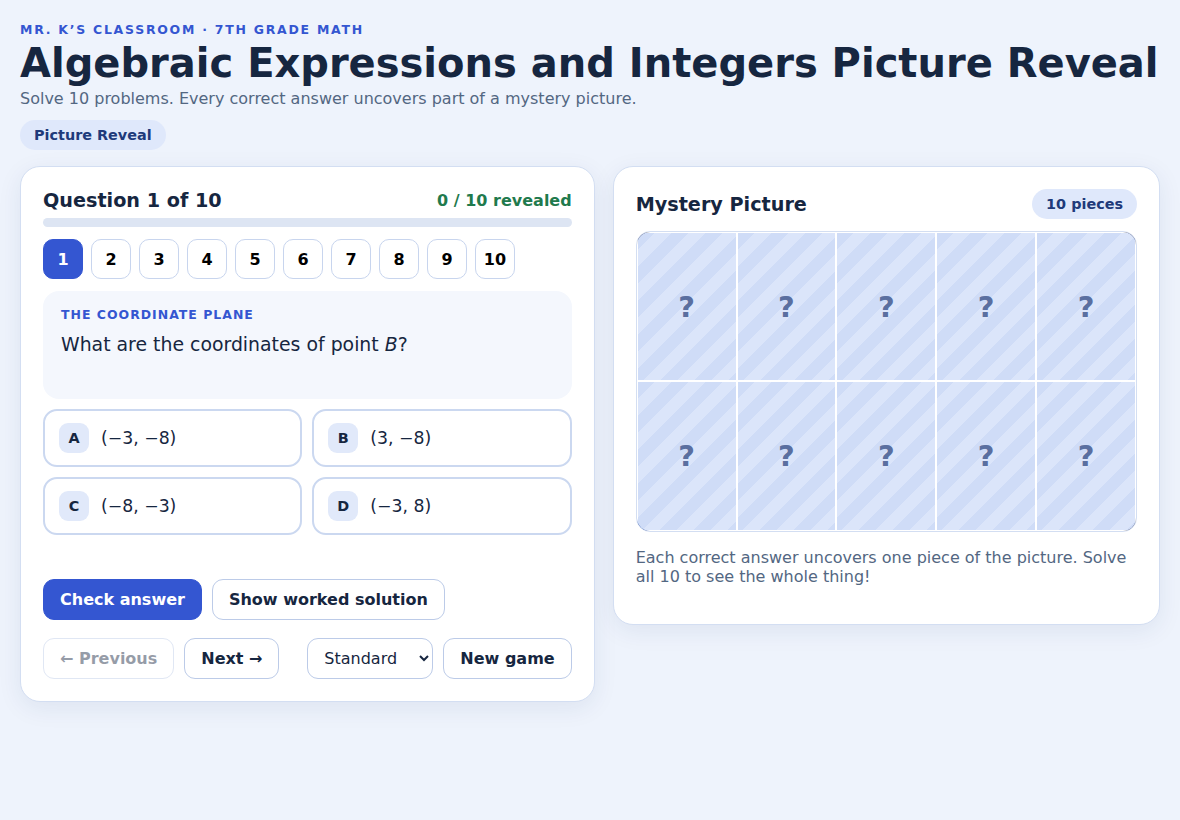 MR. K’S CLASSROOM · 7TH GRADE MATH
Algebraic Expressions and Integers Picture Reveal
Solve 10 problems. Every correct answer uncovers part of a mystery picture.
Picture Reveal
Question 1 of 10
0 / 10 revealed
1 2 3 4 5 6 7 8 9 10
THE COORDINATE PLANE
What are the coordinates of point B?
A (−3, −8)
B (3, −8)
C (−8, −3)
D (−3, 8)
Check answer
Show worked solution
← Previous
Next →
Standard
New game
Mystery Picture
10 pieces
? ? ? ? ?
? ? ? ? ?
Each correct answer uncovers one piece of the picture. Solve
all 10 to see the whole thing!